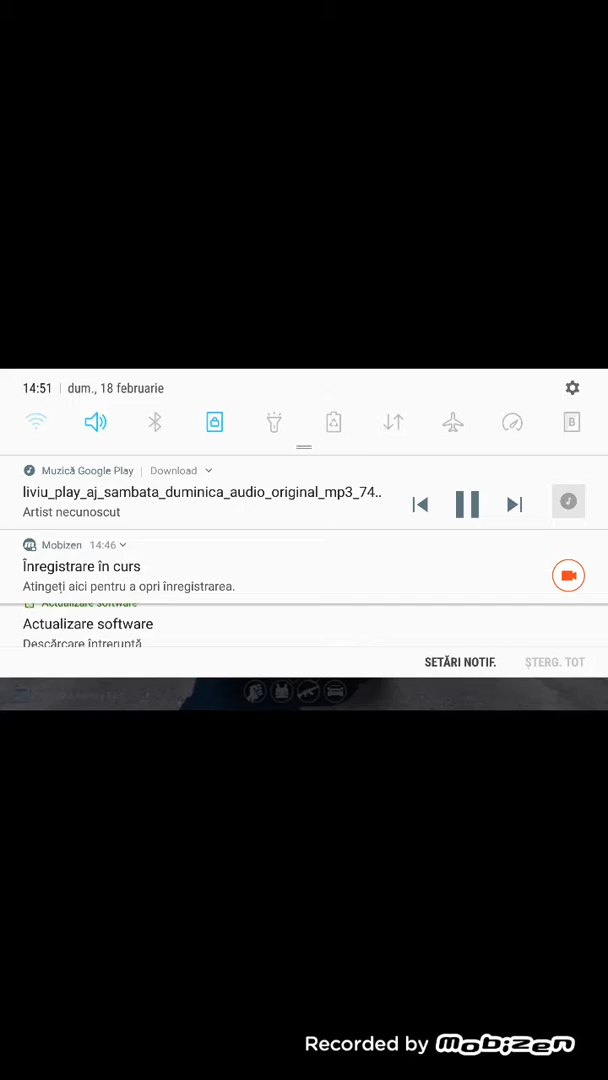 14:51 | dum., 18 februarie
B
Muzică Google Play | Download
liviu_play_aj_sambata_duminica_audio_original_mp3_74..
Artist necunoscut
Mobizen 14:46
Înregistrare în curs
Atingeți aici pentru a opri înregistrarea.
Actualizare software
Actualizare software
Descărcare întreruptă
SETĂRI NOTIF. ȘTERG. TOT
Recorded by mobizen